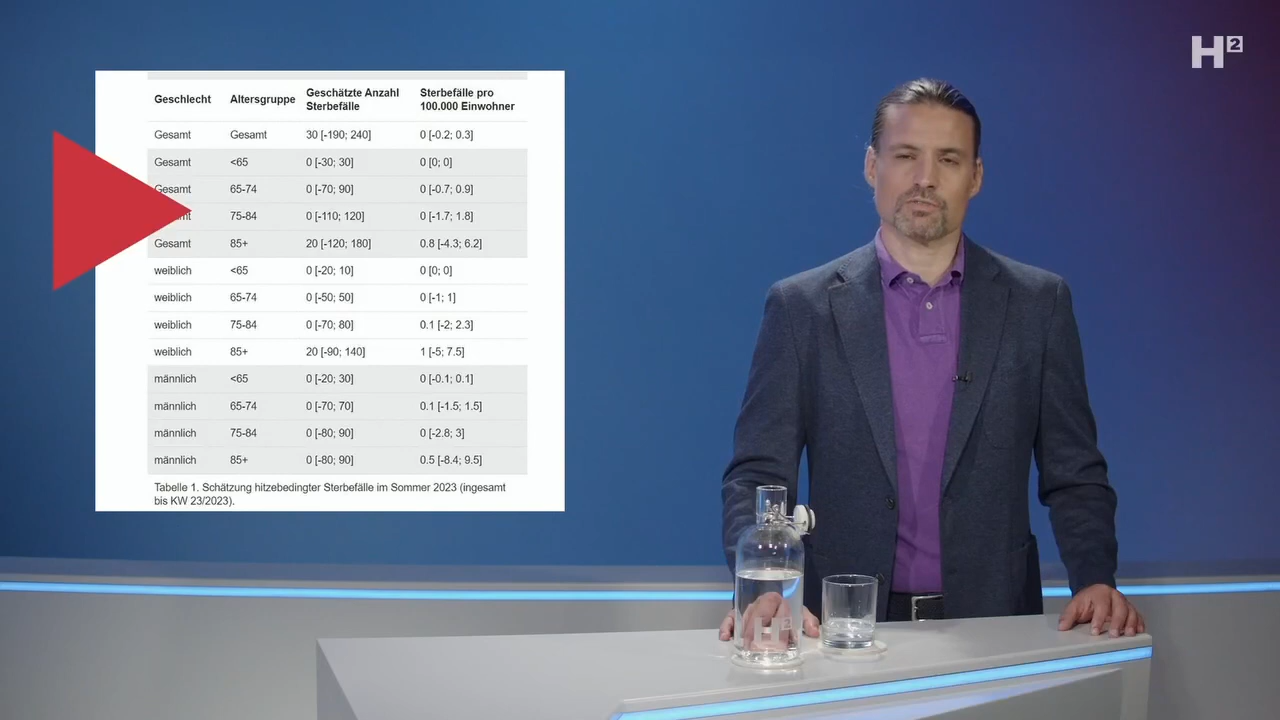 H²
Geschlecht Altersgruppe Geschätzte Anzahl Sterbefälle Sterbefälle pro 100.000 Einwohner
Gesamt Gesamt 30 [-190; 240] 0 [-0.2; 0.3]
Gesamt <65 0 [-30; 30] 0 [0; 0]
Gesamt 65-74 0 [-70; 90] 0 [-0.7; 0.9]
75-84 0 [-110; 120] 0 [-1.7; 1.8]
Gesamt 85+ 20 [-120; 180] 0.8 [-4.3; 6.2]
weiblich <65 0 [-20; 10] 0 [0; 0]
weiblich 65-74 0 [-50; 50] 0 [-1; 1]
weiblich 75-84 0 [-70; 80] 0.1 [-2; 2.3]
weiblich 85+ 20 [-90; 140] 1 [-5; 7.5]
männlich <65 0 [-20; 30] 0 [-0.1; 0.1]
männlich 65-74 0 [-70; 70] 0.1 [-1.5; 1.5]
männlich 75-84 0 [-80; 90] 0 [-2.8; 3]
männlich 85+ 0 [-80; 90] 0.5 [-8.4; 9.5]
Tabelle 1. Schätzung hitzebedingter Sterbefälle im Sommer 2023 (ingesamt
bis KW 23/2023).
H²